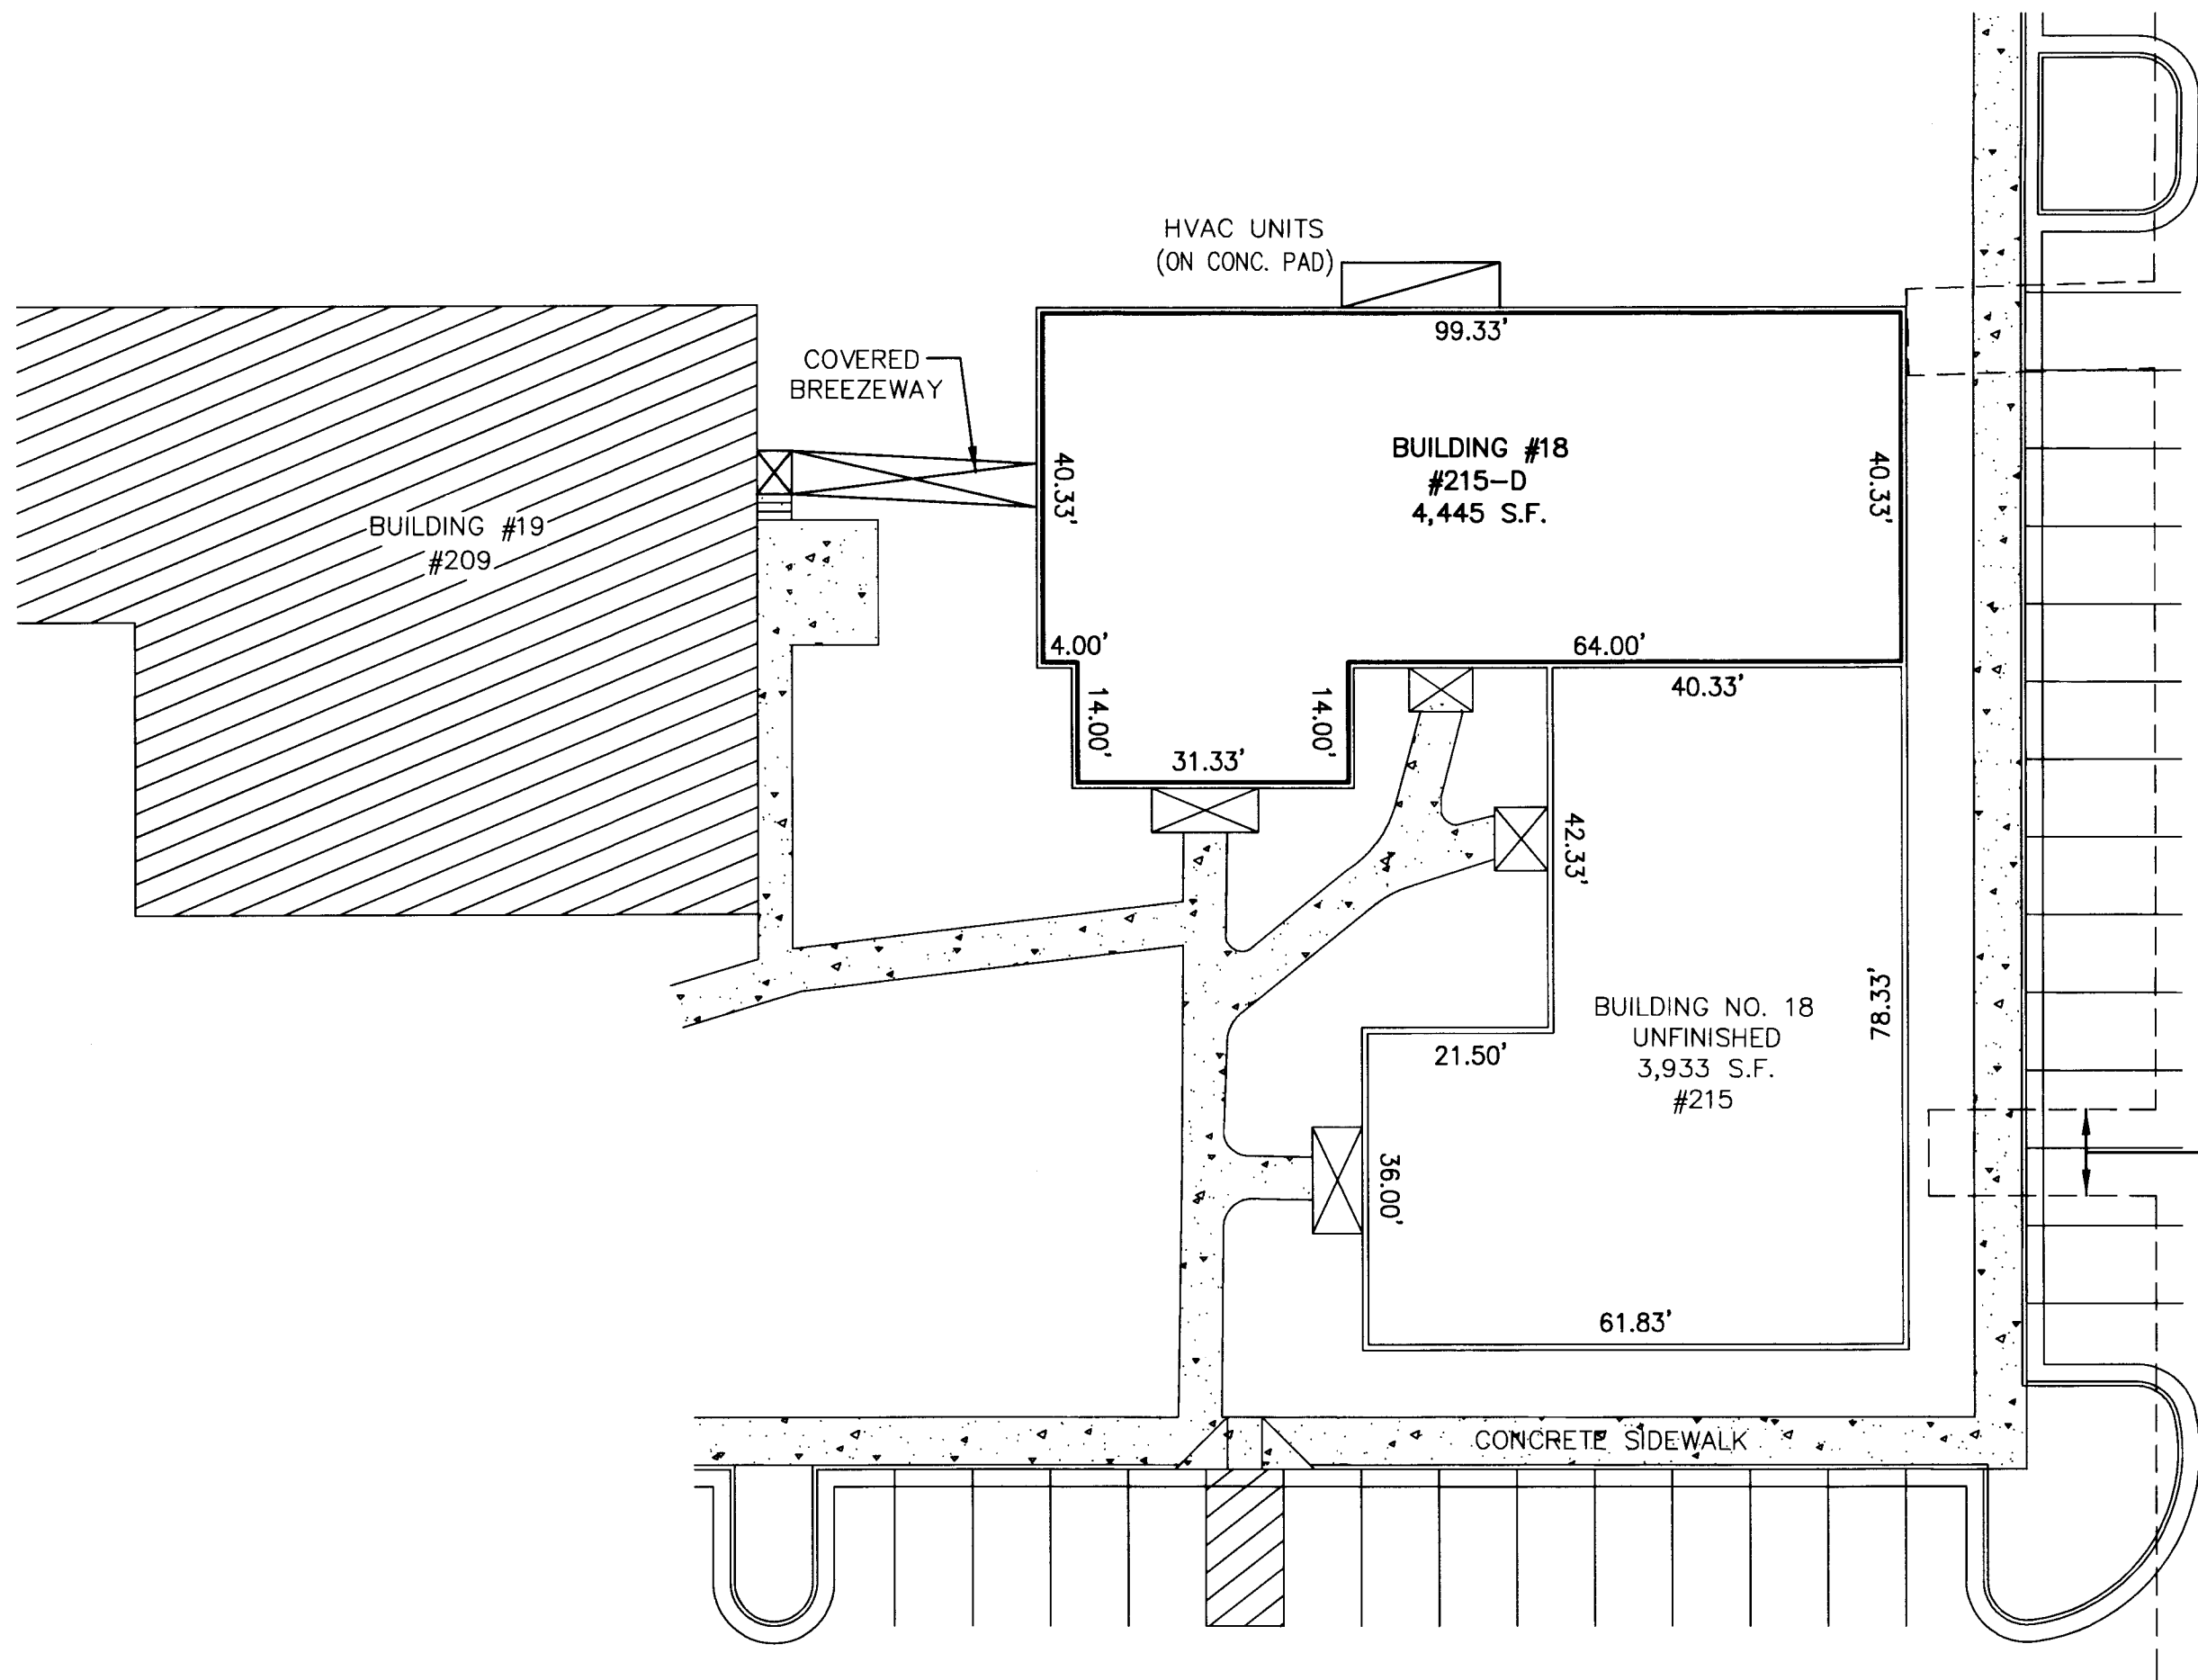 HVAC UNITS
(ON CONC. PAD)
99.33'
COVERED
BREEZEWAY
40.33'
BUILDING #18
#215-D
4,445 S.F.
40.33'
BUILDING #19
#209
4.00'
64.00'
14.00'
14.00'
40.33'
31.33'
42.33'
78.33'
BUILDING NO. 18
UNFINISHED
3,933 S.F.
#215
21.50'
36.00'
61.83'
CONCRETE SIDEWALK